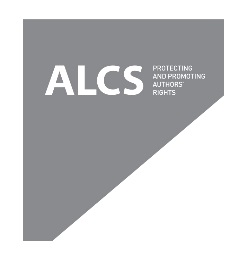 ALCS
PROTECTING
AND PROMOTING
AUTHORS'
RIGHTS